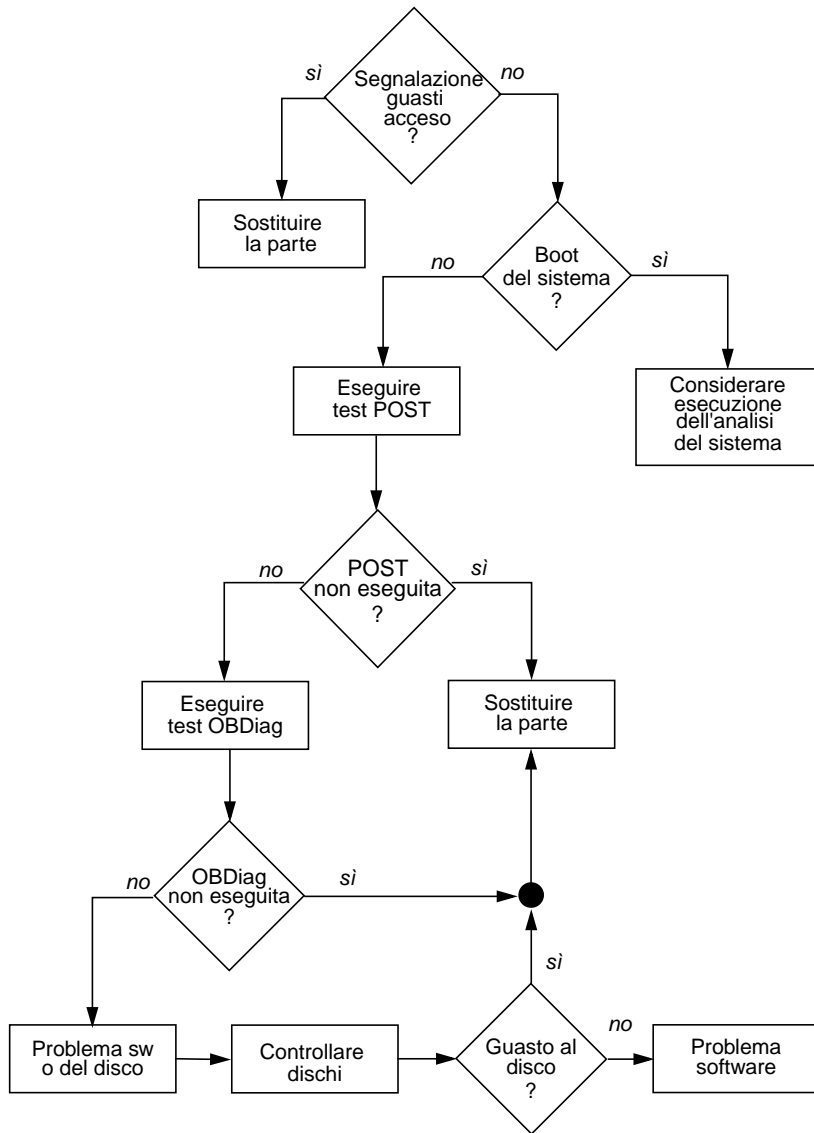 sì
Segnalazione
guasti
acceso
?
no
Sostituire
la parte
no
Boot
del sistema
?
sì
Eseguire
test POST
Considerare
esecuzione
dell'analisi
del sistema
no
POST
non eseguita
?
sì
Eseguire
test OBDiag
Sostituire
la parte
no
OBDiag
non eseguita
?
sì
sì
Problema sw
o del disco
Controllare
dischi
Guasto al
disco
?
no
Problema
software